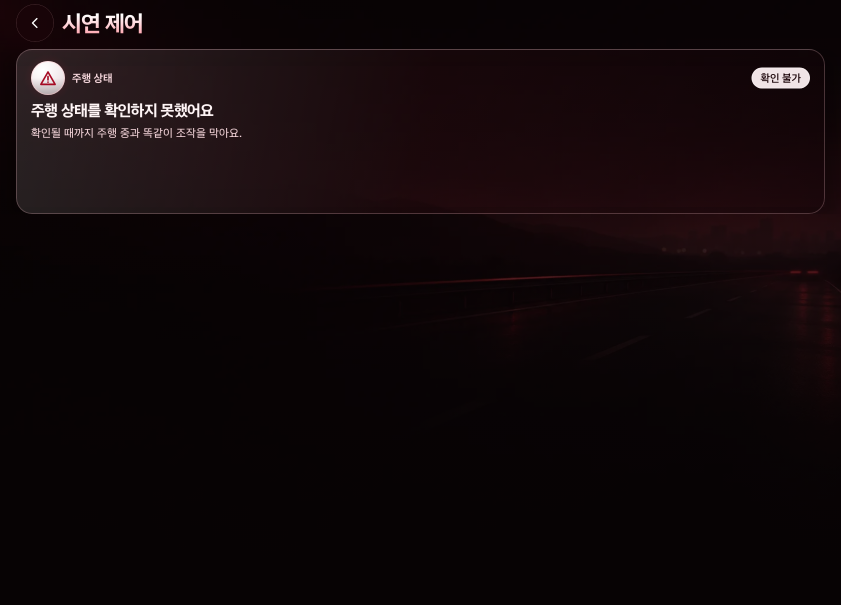 시연 제어
주행 상태
확인 불가
주행 상태를 확인하지 못했어요
확인될 때까지 주행 중과 똑같이 조작을 막아요.